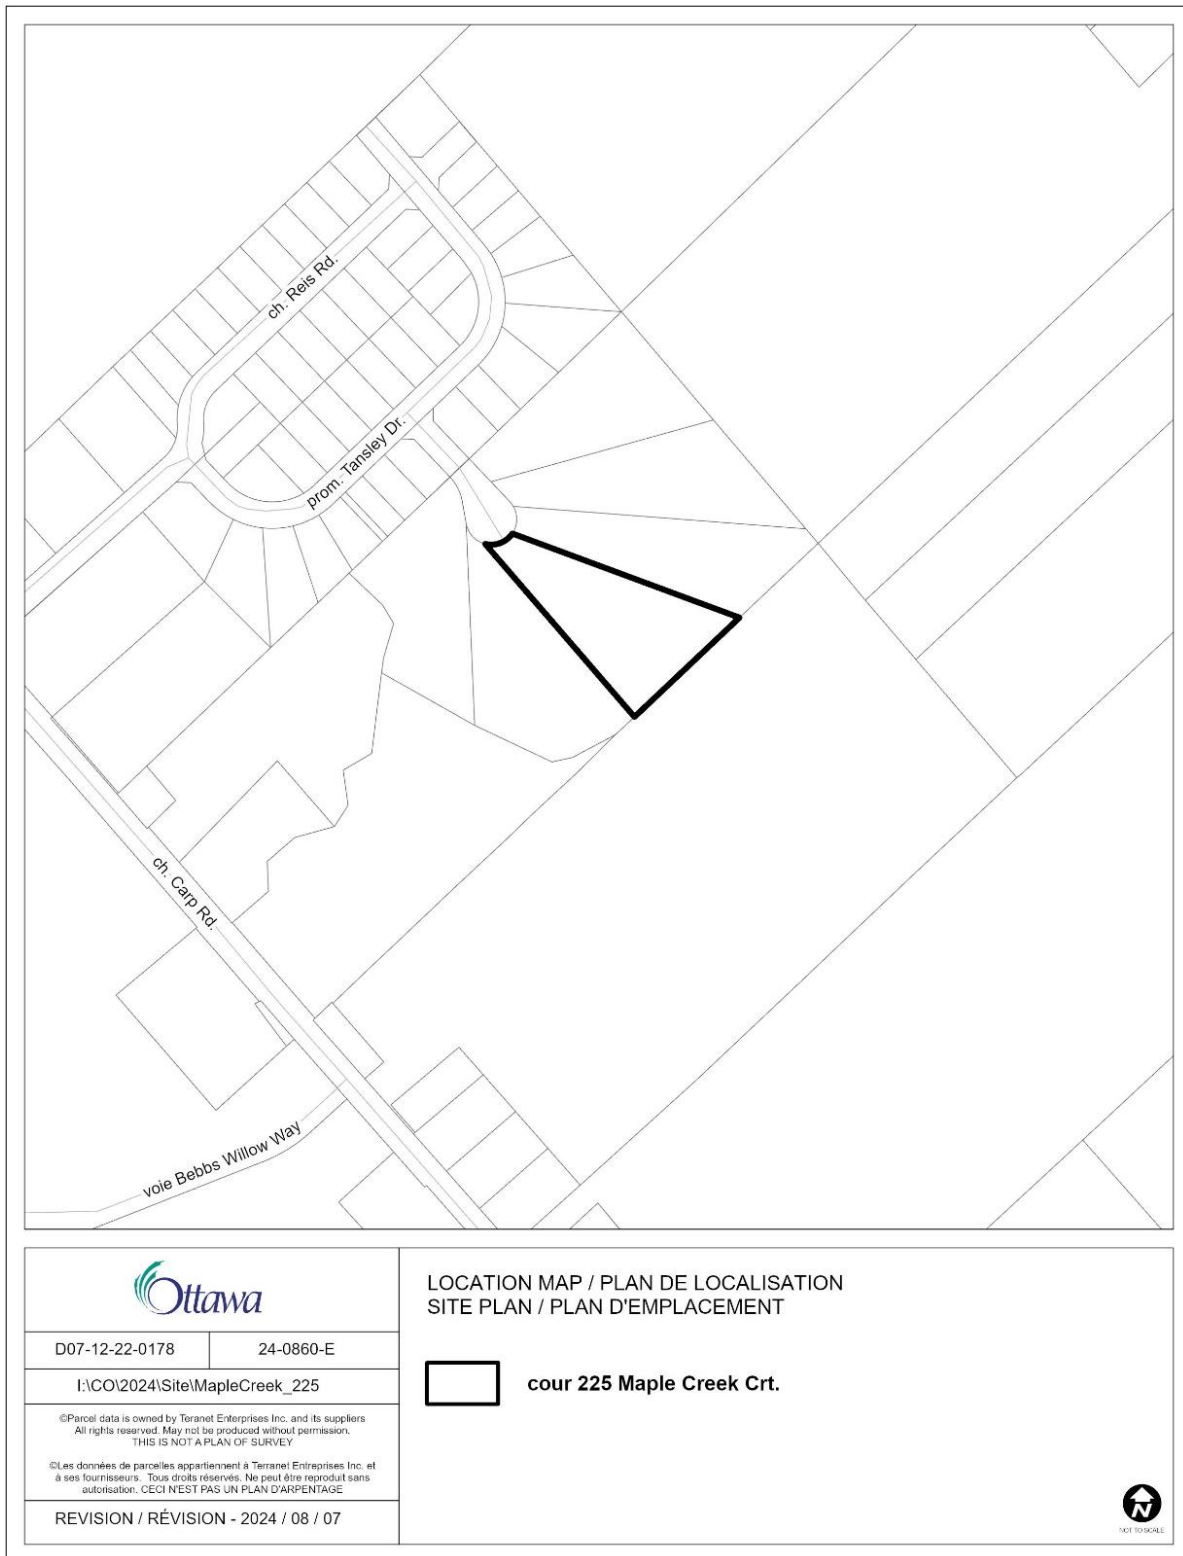 ch. Reis Rd.
prom. Tansley Dr.
ch. Carp Rd.
voie Bebbs Willow Way
Ottawa
D07-12-22-0178
24-0860-E
I:\CO\2024\Site\MapleCreek_225
©Parcel data is owned by Teranet Enterprises Inc. and its suppliers
All rights reserved. May not be produced without permission.
THIS IS NOT A PLAN OF SURVEY
©Les données de parcelles appartiennent à Terranet Entreprises Inc. et
à ses fournisseurs. Tous droits réservés. Ne peut être reproduit sans
autorisation. CECI N'EST PAS UN PLAN D'ARPENTAGE
REVISION / RÉVISION - 2024 / 08 / 07
LOCATION MAP / PLAN DE LOCALISATION
SITE PLAN / PLAN D'EMPLACEMENT
cour 225 Maple Creek Crt.
N
NOT TO SCALE